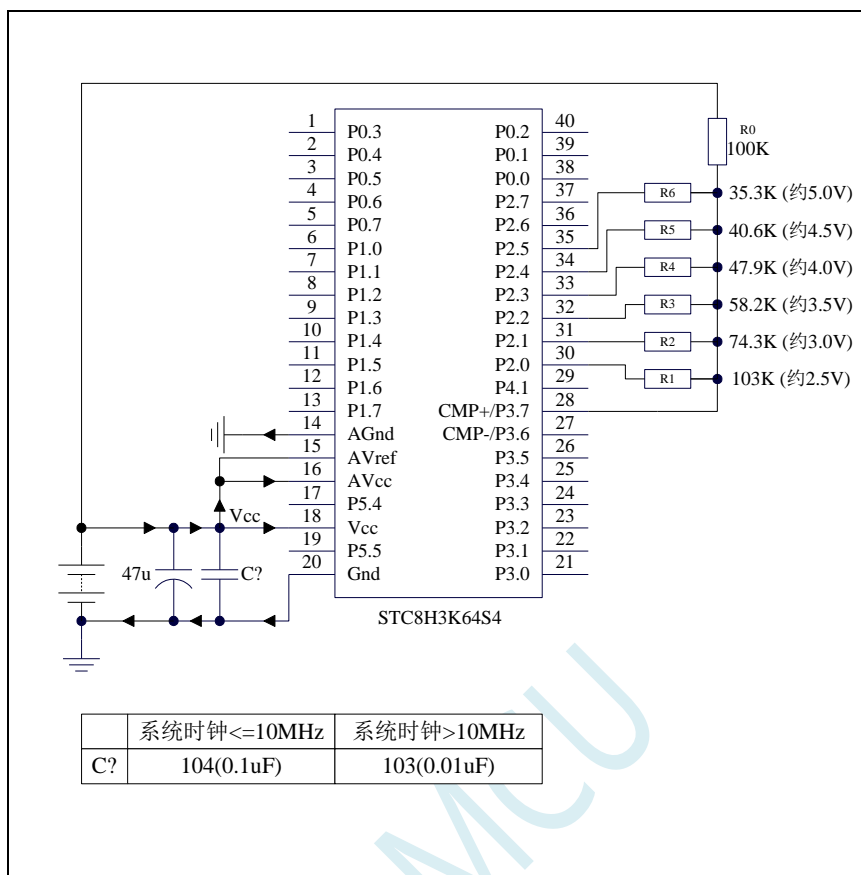 1 P0.3 P0.2 40
2 P0.4 P0.1 39
3 P0.5 P0.0 38
4 P0.6 P2.7 37
5 P0.7 P2.6 36
6 P1.0 P2.5 35
7 P1.1 P2.4 34
8 P1.2 P2.3 33
9 P1.3 P2.2 32
10 P1.4 P2.1 31
11 P1.5 P2.0 30
12 P1.6 P4.1 29
13 P1.7 CMP+/P3.7 28
14 AGnd CMP-/P3.6 27
15 AVref P3.5 26
16 AVcc P3.4 25
17 P5.4 P3.3 24
18 Vcc P3.2 23
19 P5.5 P3.1 22
20 Gnd P3.0 21
R0
100K
R6 35.3K (约5.0V)
R5 40.6K (约4.5V)
R4 47.9K (约4.0V)
R3 58.2K (约3.5V)
R2 74.3K (约3.0V)
R1 103K (约2.5V)
Vcc
47u C?
STC8H3K64S4
系统时钟<=10MHz 系统时钟>10MHz
C? 104(0.1uF) 103(0.01uF)
MCU